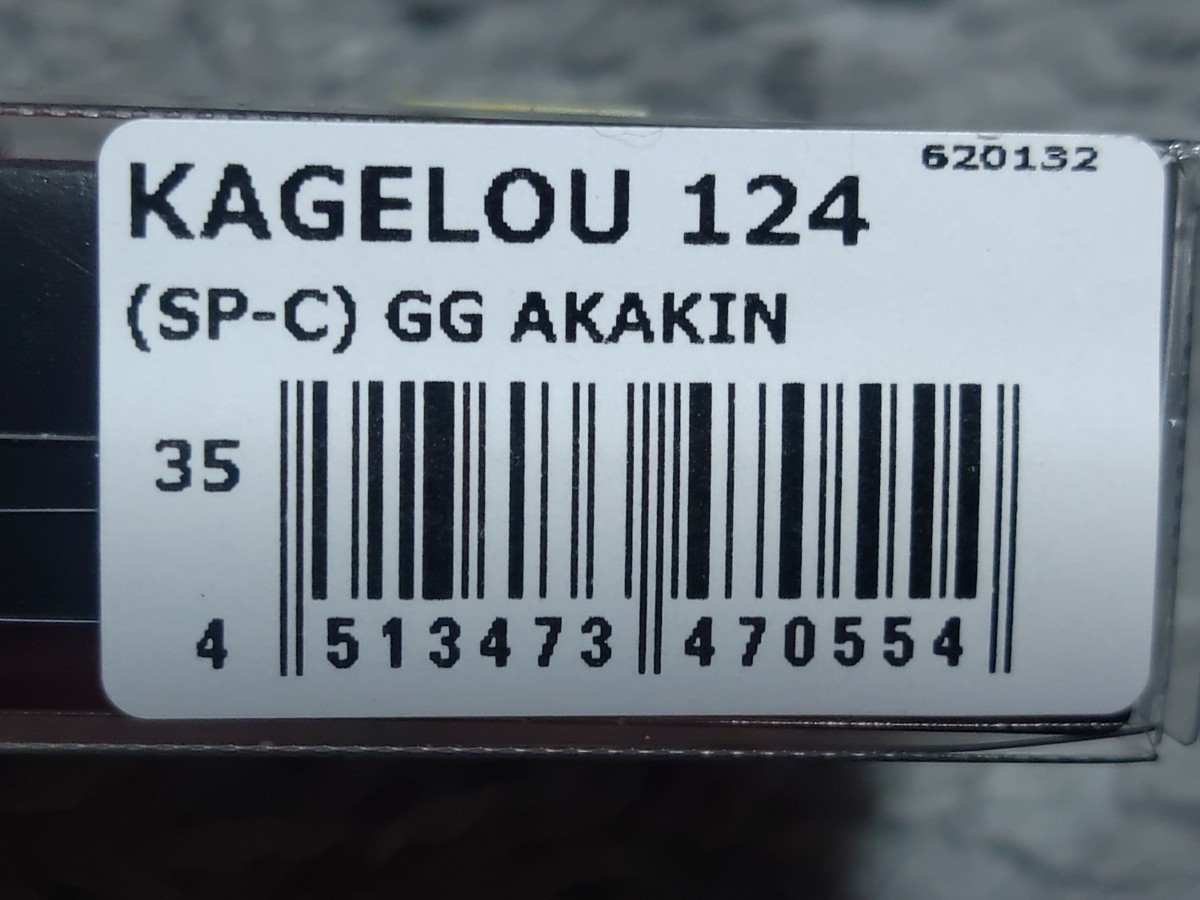 620132
KAGELOU 124
(SP-C) GG AKAKIN
35
4 513473 470554